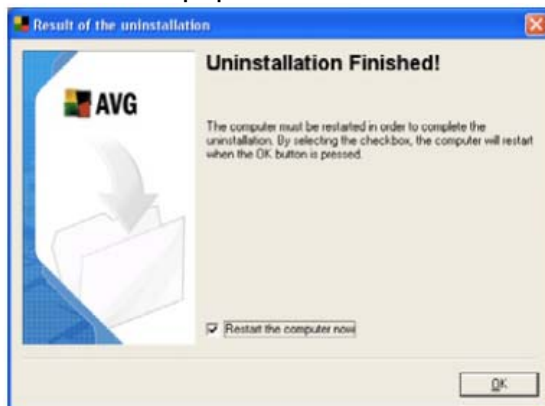 Result of the uninstallation
Uninstallation Finished!
AVG
The computer must be restarted in order to complete the
uninstallation. By selecting the checkbox, the computer will restart
when the OK button is pressed.
Restart the computer now
OK